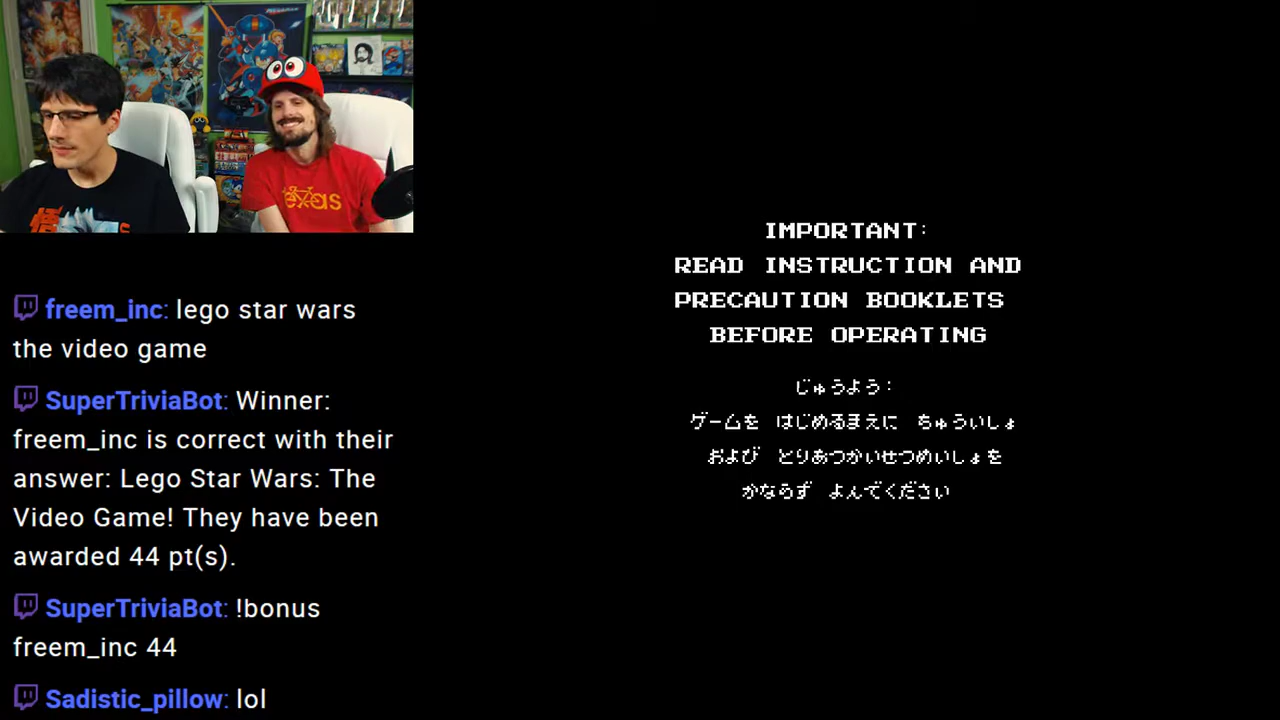 texas
IMPORTANT:
READ INSTRUCTION AND
PRECAUTION BOOKLETS
BEFORE OPERATING
じゅうよう:
ゲームを はじめるまえに ちゅういしょ
および とりあつかいせつめいしょを
かならず よんでください
freem_inc: lego star wars
the video game
SuperTriviaBot: Winner:
freem_inc is correct with their
answer: Lego Star Wars: The
Video Game! They have been
awarded 44 pt(s).
SuperTriviaBot: !bonus
freem_inc 44
Sadistic_pillow: lol